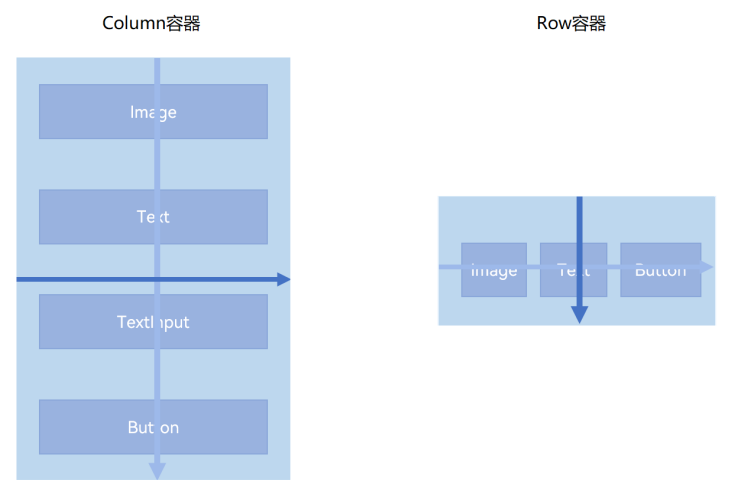 Column容器
Row容器
Image
Text
TextInput
Button
Image
Text
Button